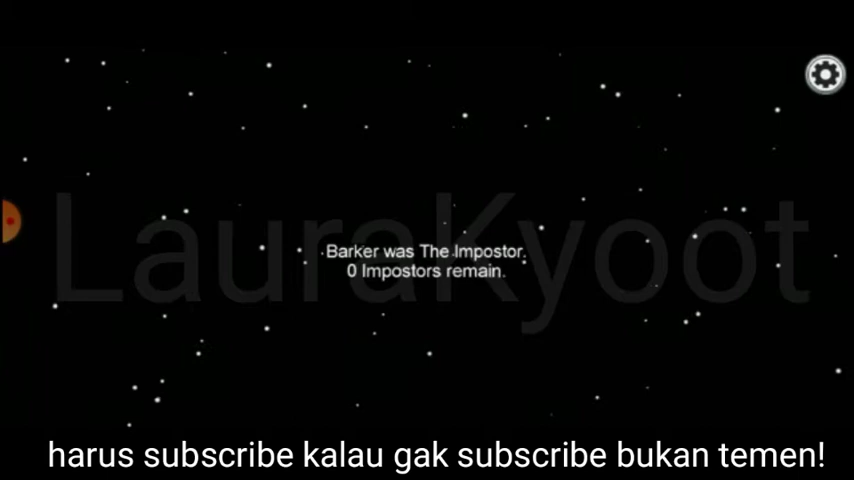 LauraKyoot
Barker was The Impostor.
0 Impostors remain.
harus subscribe kalau gak subscribe bukan temen!